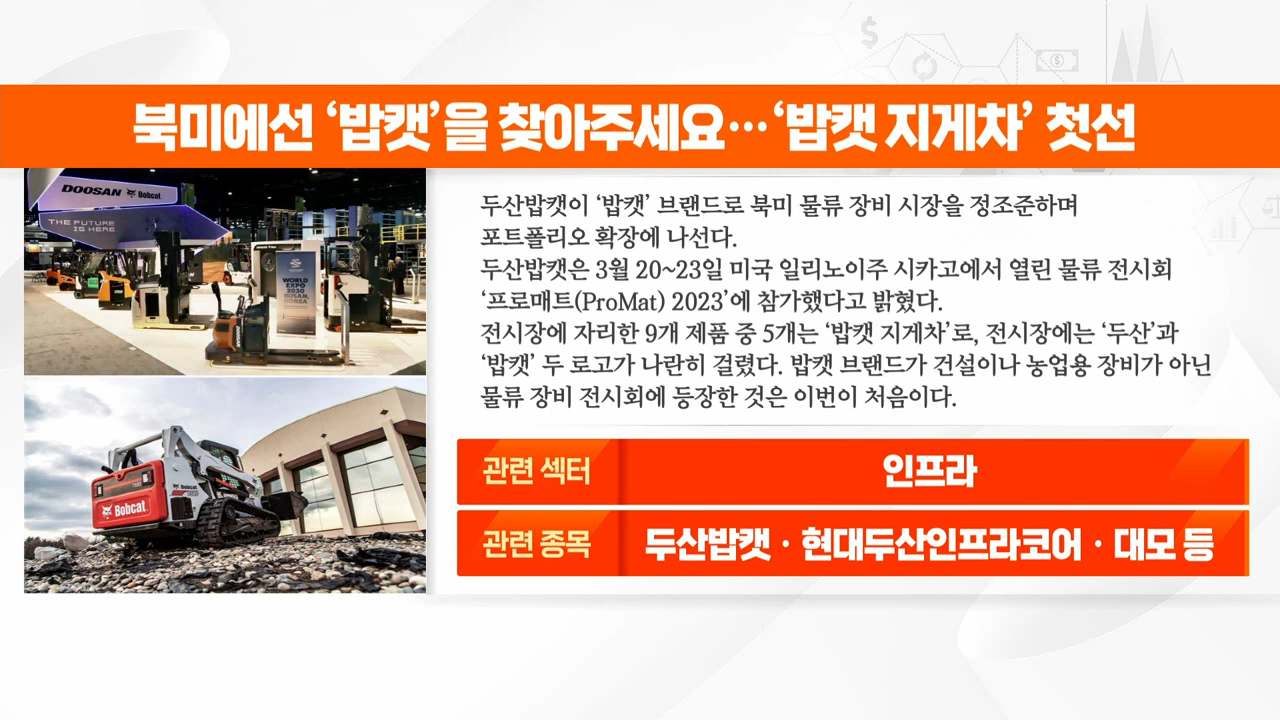 북미에선 ‘밥캣’을 찾아주세요…‘밥캣 지게차’ 첫선
DOOSAN Bobcat
THE FUTURE
IS HERE
WORLD
EXPO
2030
BUSAN,
KOREA
Bobcat
Bobcat.
두산밥캣이 ‘밥캣’ 브랜드로 북미 물류 장비 시장을 정조준하며
포트폴리오 확장에 나선다.
두산밥캣은 3월 20~23일 미국 일리노이주 시카고에서 열린 물류 전시회
‘프로매트(ProMat) 2023’에 참가했다고 밝혔다.
전시장에 자리한 9개 제품 중 5개는 ‘밥캣 지게차’로, 전시장에는 ‘두산’과
‘밥캣’ 두 로고가 나란히 걸렸다. 밥캣 브랜드가 건설이나 농업용 장비가 아닌
물류 장비 전시회에 등장한 것은 이번이 처음이다.
관련 섹터 인프라
관련 종목 두산밥캣 · 현대두산인프라코어 · 대모 등